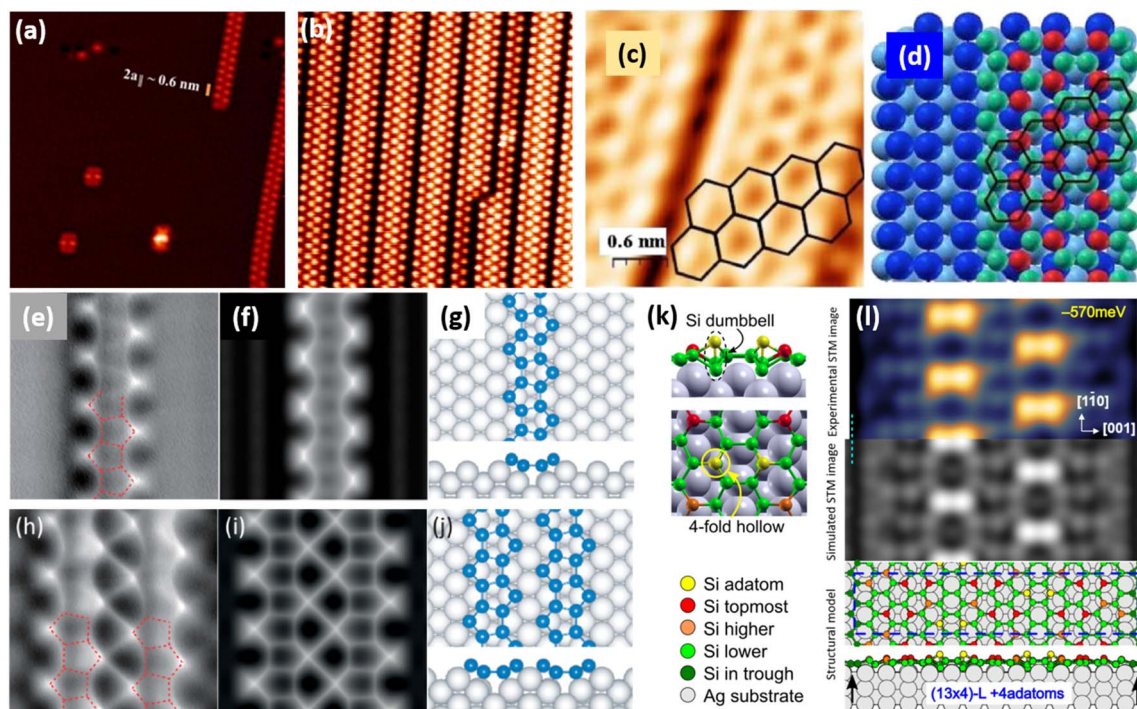 (a)
2a∥ ~ 0.6 nm
(b)
(c)
0.6 nm
(d)
(e)
(f)
(g)
(h)
(i)
(j)
(k)
Si dumbbell
4-fold hollow
Si adatom
Si topmost
Si higher
Si lower
Si in trough
Ag substrate
(l)
−570meV
[11̅0]
[001]
Experimental STM image
Simulated STM image
Structural model
(13x4)-L +4adatoms